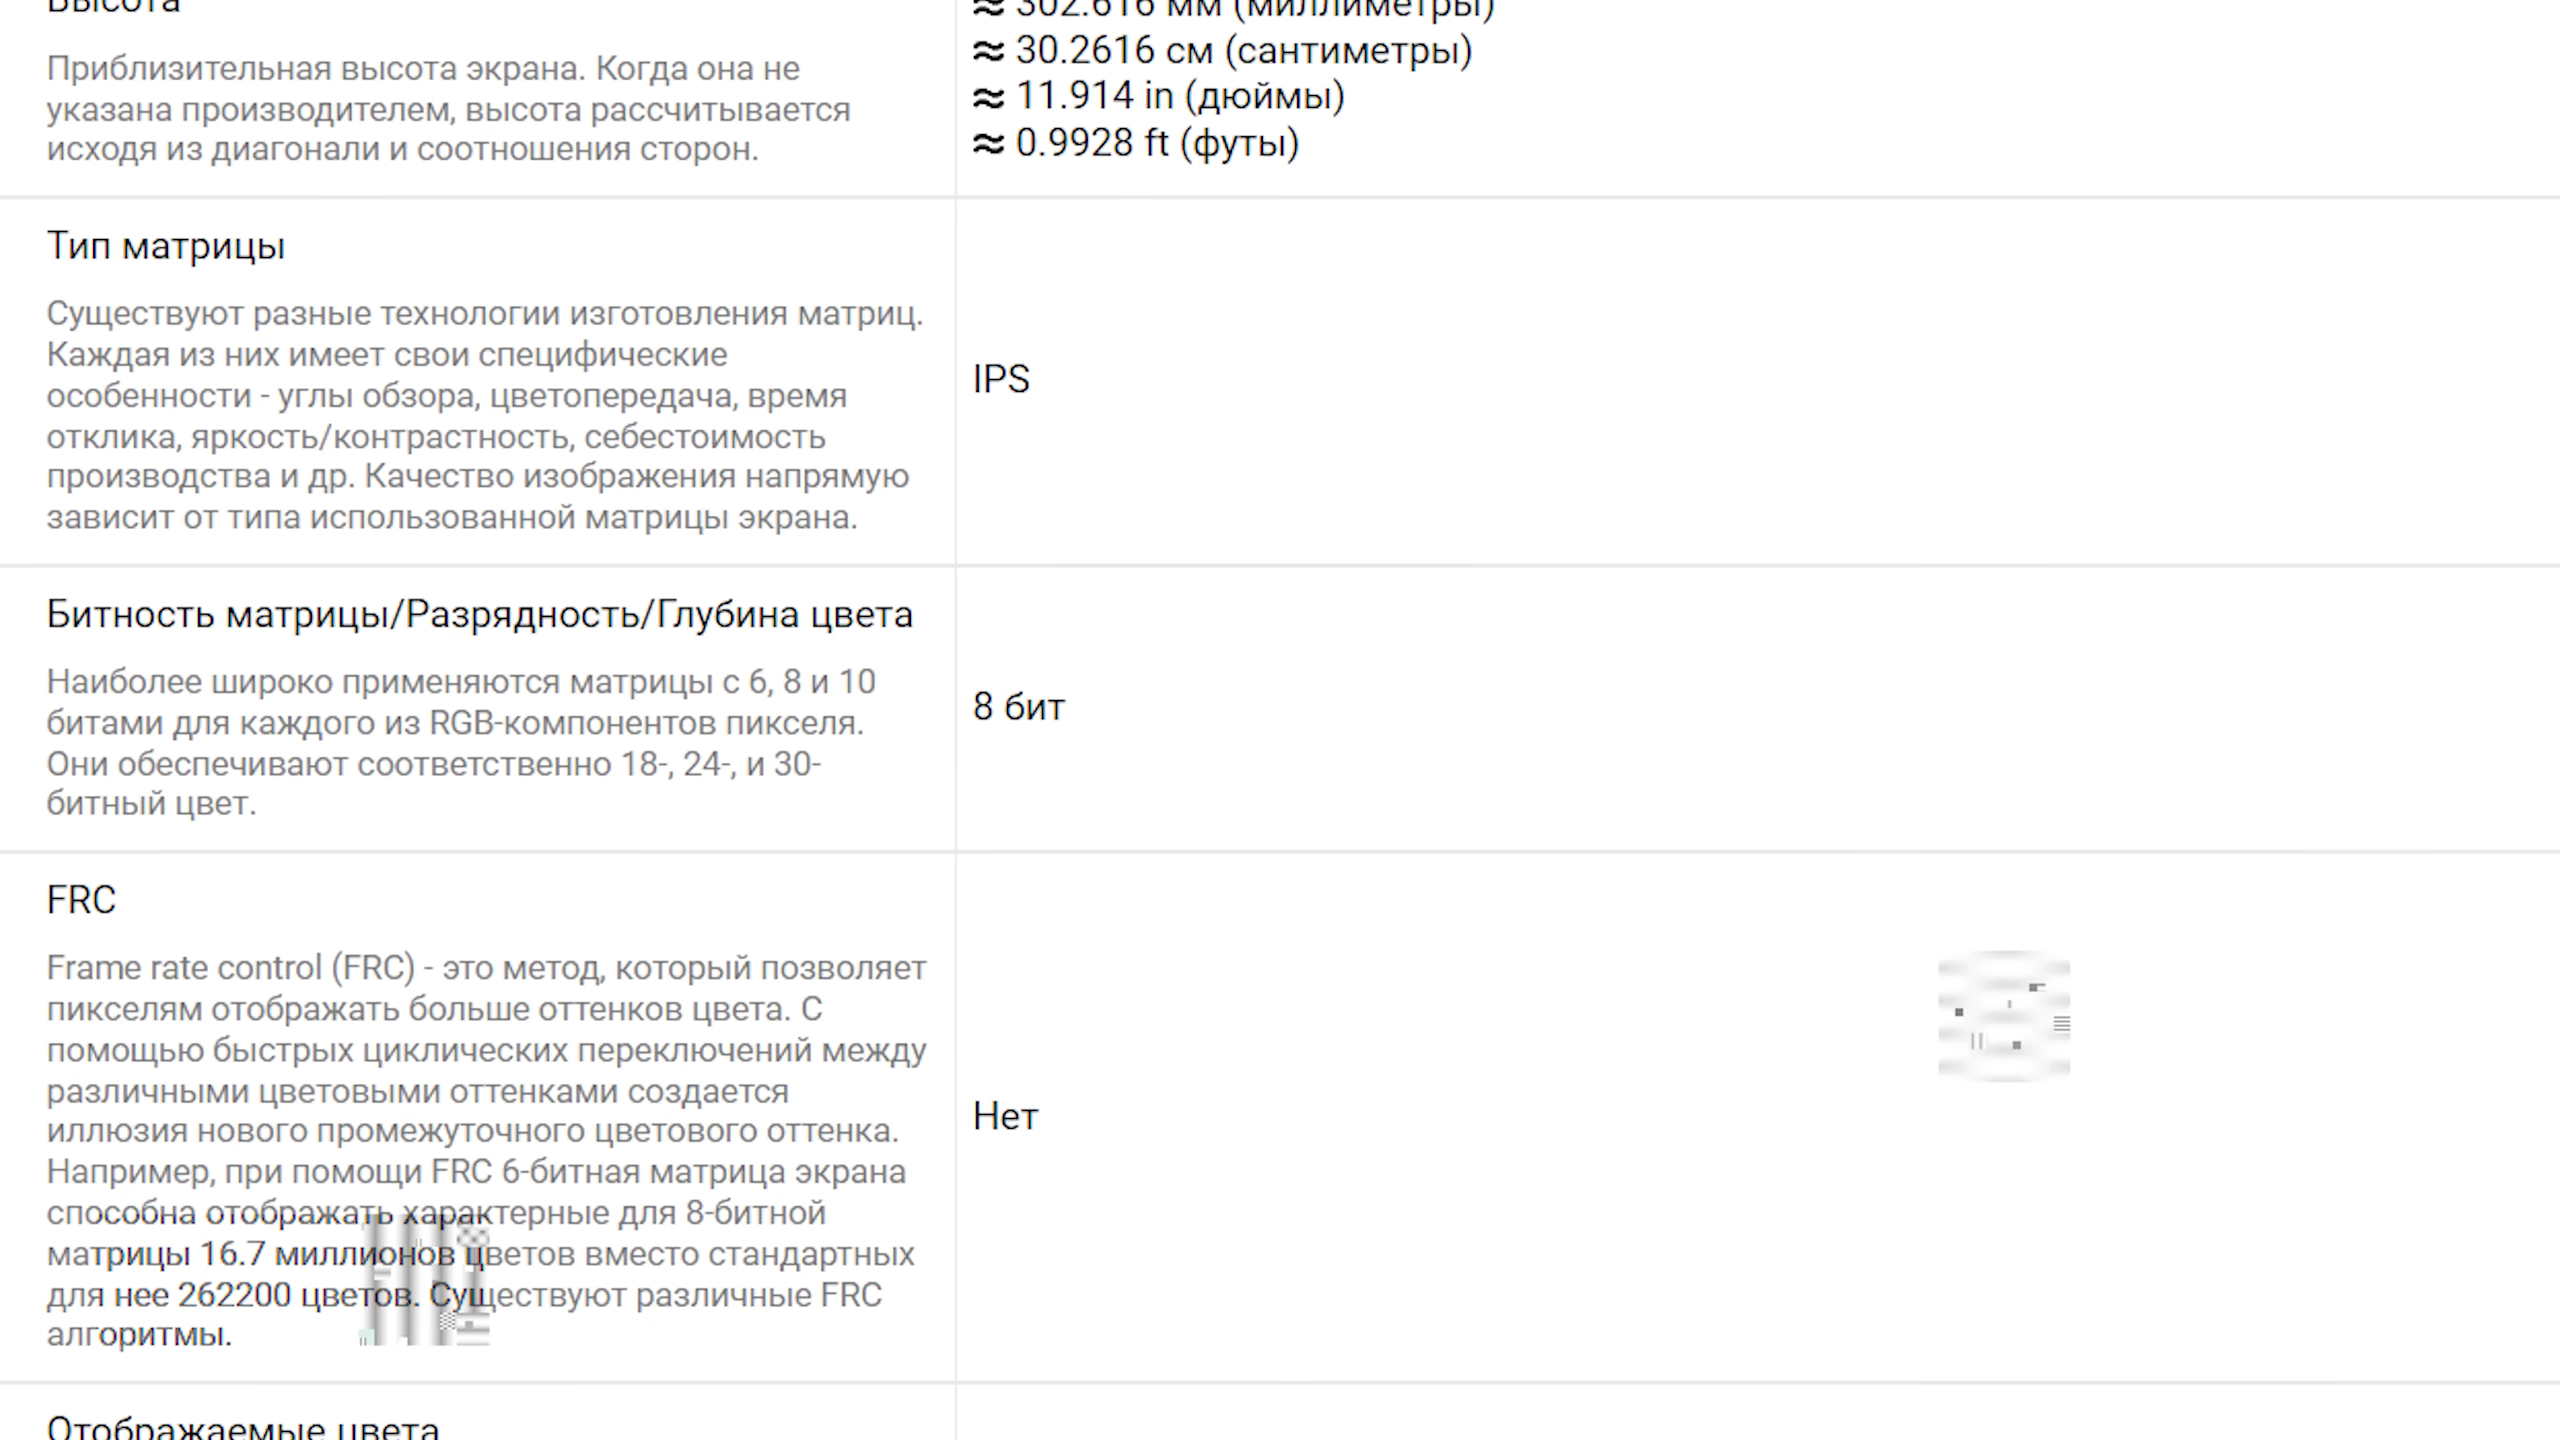 Высота
≈ 302.616 мм (миллиметры)
Приблизительная высота экрана. Когда она не
указана производителем, высота рассчитывается
исходя из диагонали и соотношения сторон.
≈ 30.2616 см (сантиметры)
≈ 11.914 in (дюймы)
≈ 0.9928 ft (футы)
Тип матрицы
Существуют разные технологии изготовления матриц.
Каждая из них имеет свои специфические
особенности - углы обзора, цветопередача, время
отклика, яркость/контрастность, себестоимость
производства и др. Качество изображения напрямую
зависит от типа использованной матрицы экрана.
IPS
Битность матрицы/Разрядность/Глубина цвета
Наиболее широко применяются матрицы с 6, 8 и 10
битами для каждого из RGB-компонентов пикселя.
Они обеспечивают соответственно 18-, 24-, и 30-
битный цвет.
8 бит
FRC
Frame rate control (FRC) - это метод, который позволяет
пикселям отображать больше оттенков цвета. С
помощью быстрых циклических переключений между
различными цветовыми оттенками создается
иллюзия нового промежуточного цветового оттенка.
Например, при помощи FRC 6-битная матрица экрана
способна отображать характерные для 8-битной
матрицы 16.7 миллионов цветов вместо стандартных
для нее 262200 цветов. Существуют различные FRC
алгоритмы.
Нет
Отображаемые цвета